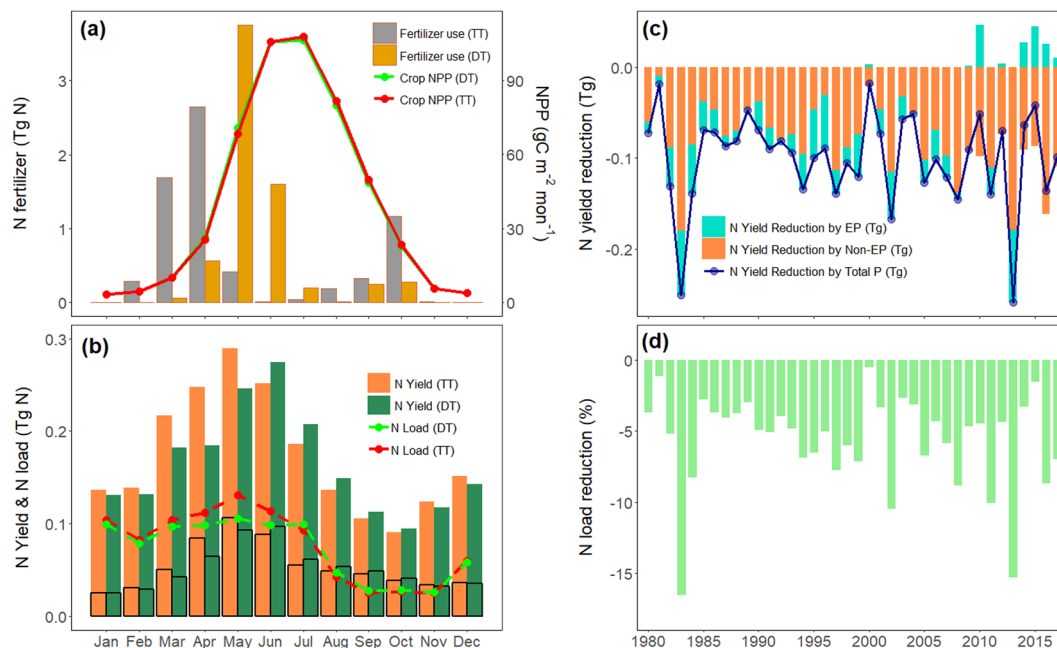 (a)
Fertilizer use (TT)
Fertilizer use (DT)
Crop NPP (DT)
Crop NPP (TT)
N fertilizer (Tg N)
3
2
1
0
NPP (gC m⁻² mon⁻¹)
90
60
30
0
(b)
N Yield (TT)
N Yield (DT)
N Load (DT)
N Load (TT)
N Yield & N load (Tg N)
0.3
0.2
0.1
0.0
Jan Feb Mar Apr May Jun Jul Aug Sep Oct Nov Dec
(c)
N yieldd reduction (Tg)
0.0
-0.1
-0.2
N Yield Reduction by EP (Tg)
N Yield Reduction by Non-EP (Tg)
N Yield Reduction by Total P (Tg)
(d)
N load reduction (%)
0
-5
-10
-15
1980 1985 1990 1995 2000 2005 2010 2015